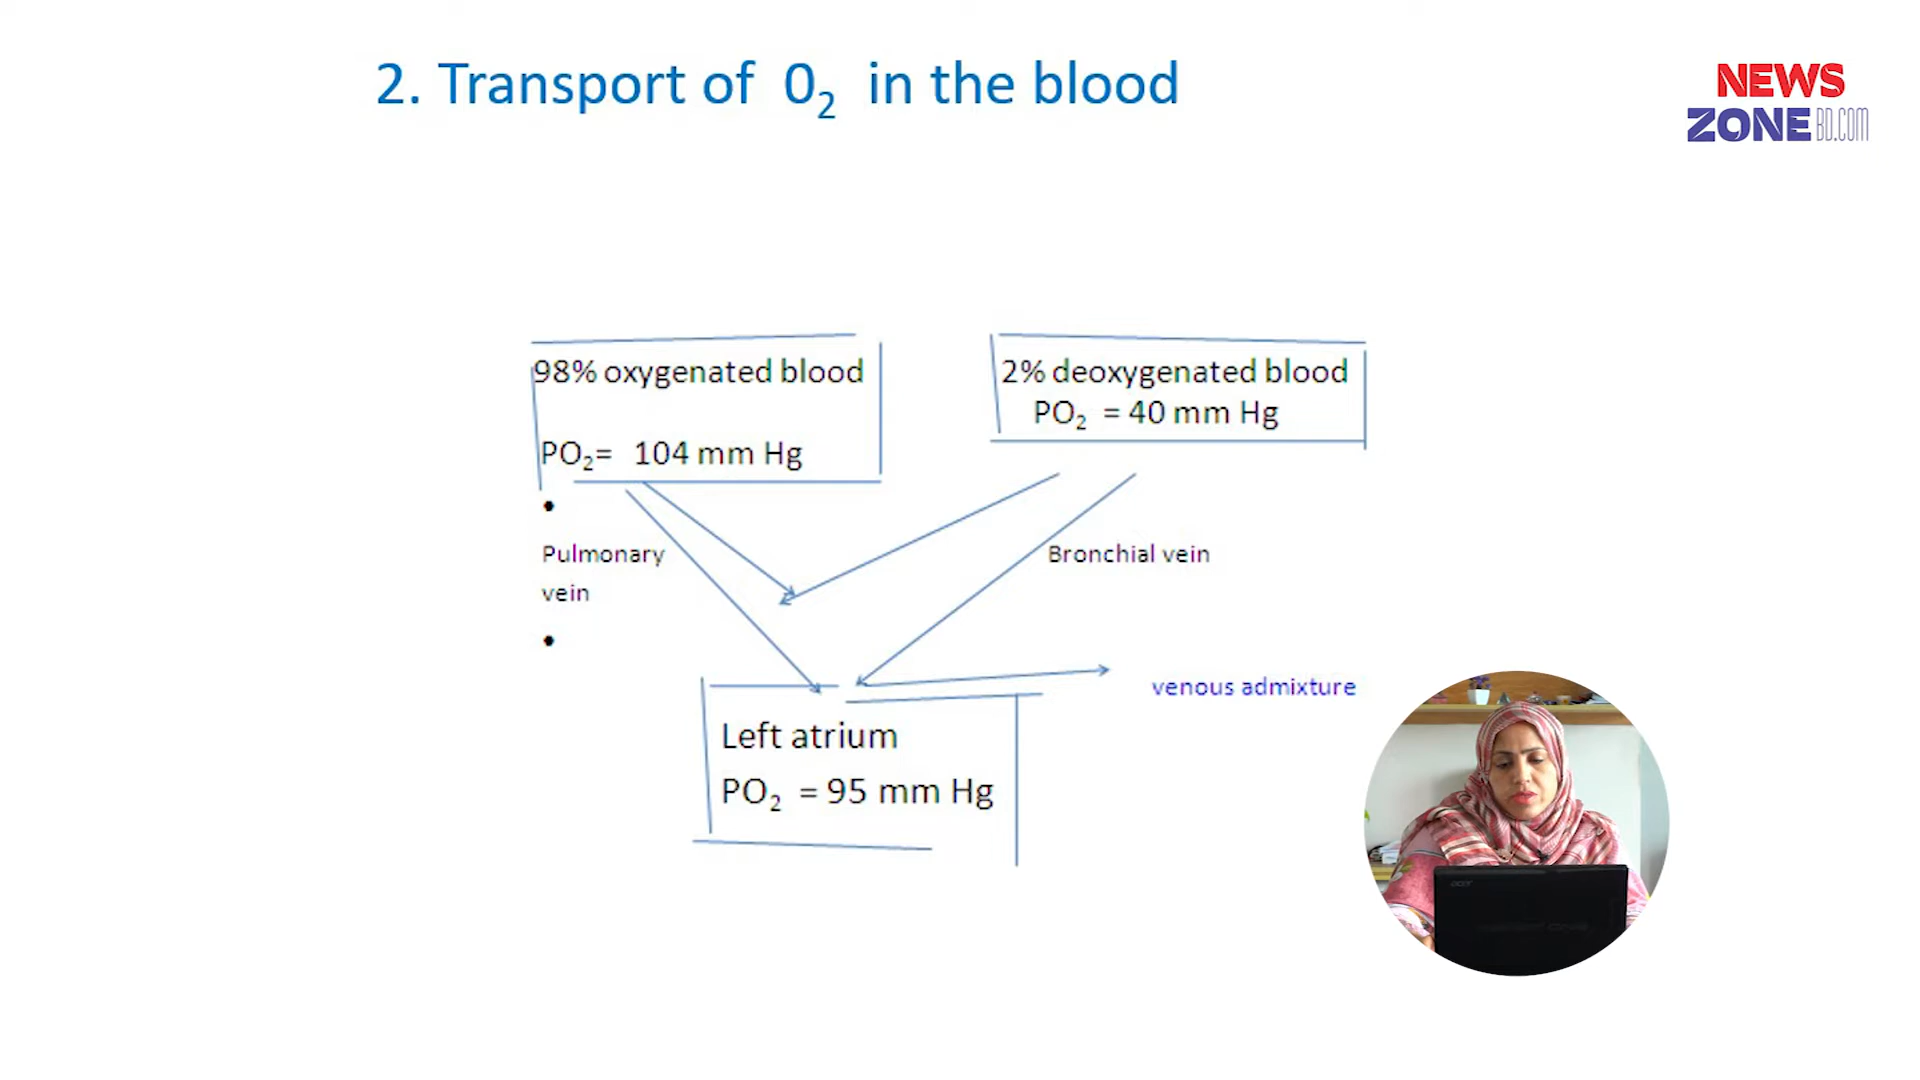 2. Transport of 0₂ in the blood
NEWS
ZONE BD.COM
98% oxygenated blood
PO₂= 104 mm Hg
2% deoxygenated blood
PO₂ = 40 mm Hg
•
Pulmonary
vein
•
Bronchial vein
venous admixture
Left atrium
PO₂ = 95 mm Hg
acer